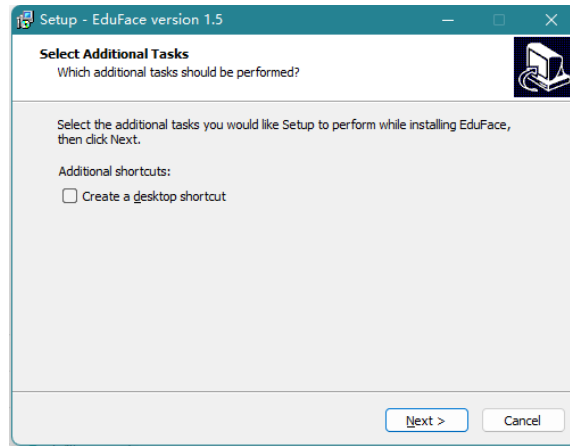 Setup - EduFace version 1.5
Select Additional Tasks
Which additional tasks should be performed?
Select the additional tasks you would like Setup to perform while installing EduFace,
then click Next.
Additional shortcuts:
Create a desktop shortcut
Next >
Cancel